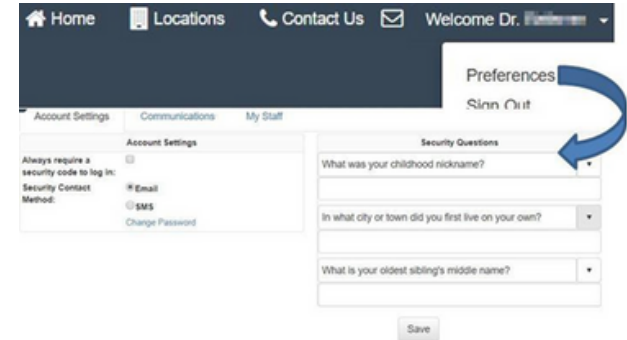 Home Locations Contact Us Welcome Dr.
Preferences
Sign Out
Account Settings Communications My Staff
Account Settings
Always require a
security code to log in:
Security Contact
Method:
Email
SMS
Change Password
Security Questions
What was your childhood nickname?
In what city or town did you first live on your own?
What is your oldest sibling's middle name?
Save